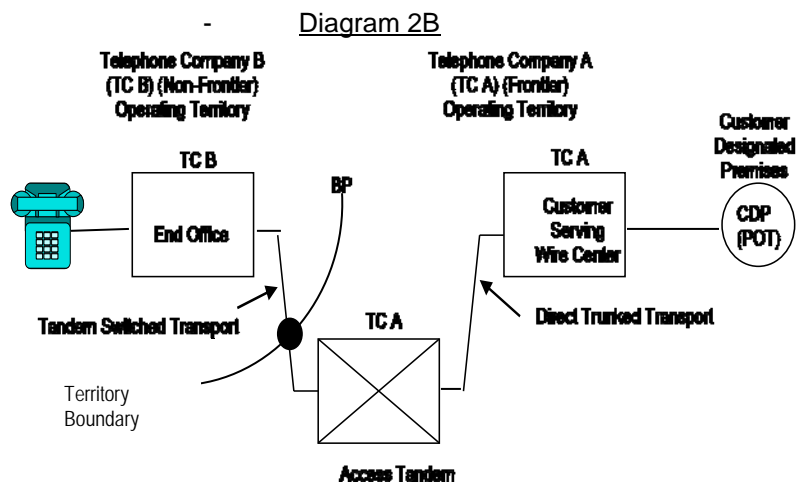 - Diagram 2B
Telephone Company B
(TC B) (Non-Frontier)
Operating Territory
Telephone Company A
(TC A) (Frontier)
Operating Territory
Customer
Designated
Premises
TC B
BP
TC A
End Office
Customer
Serving
Wire Center
CDP
(POT)
Tandem Switched Transport
TC A
Direct Trunked Transport
Territory
Boundary
Access Tandem